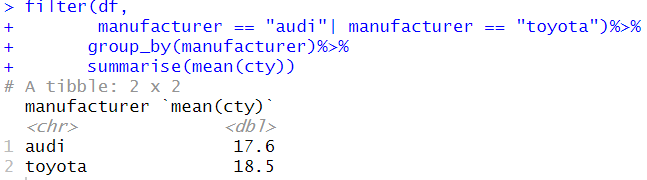 > filter(df,
+        manufacturer == "audi"| manufacturer == "toyota")%>%
+       group_by(manufacturer)%>%
+       summarise(mean(cty))
# A tibble: 2 x 2
  manufacturer `mean(cty)`
  <chr>              <dbl>
1 audi                17.6
2 toyota              18.5